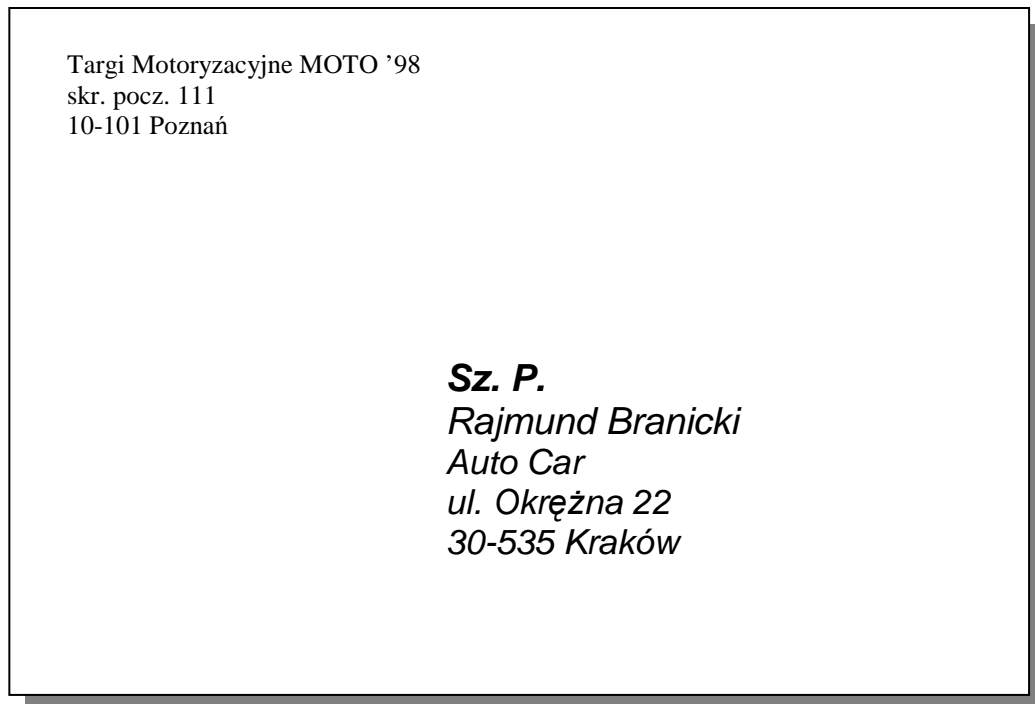 Targi Motoryzacyjne MOTO ’98
skr. pocz. 111
10-101 Poznań
Sz. P.
Rajmund Branicki
Auto Car
ul. Okrężna 22
30-535 Kraków